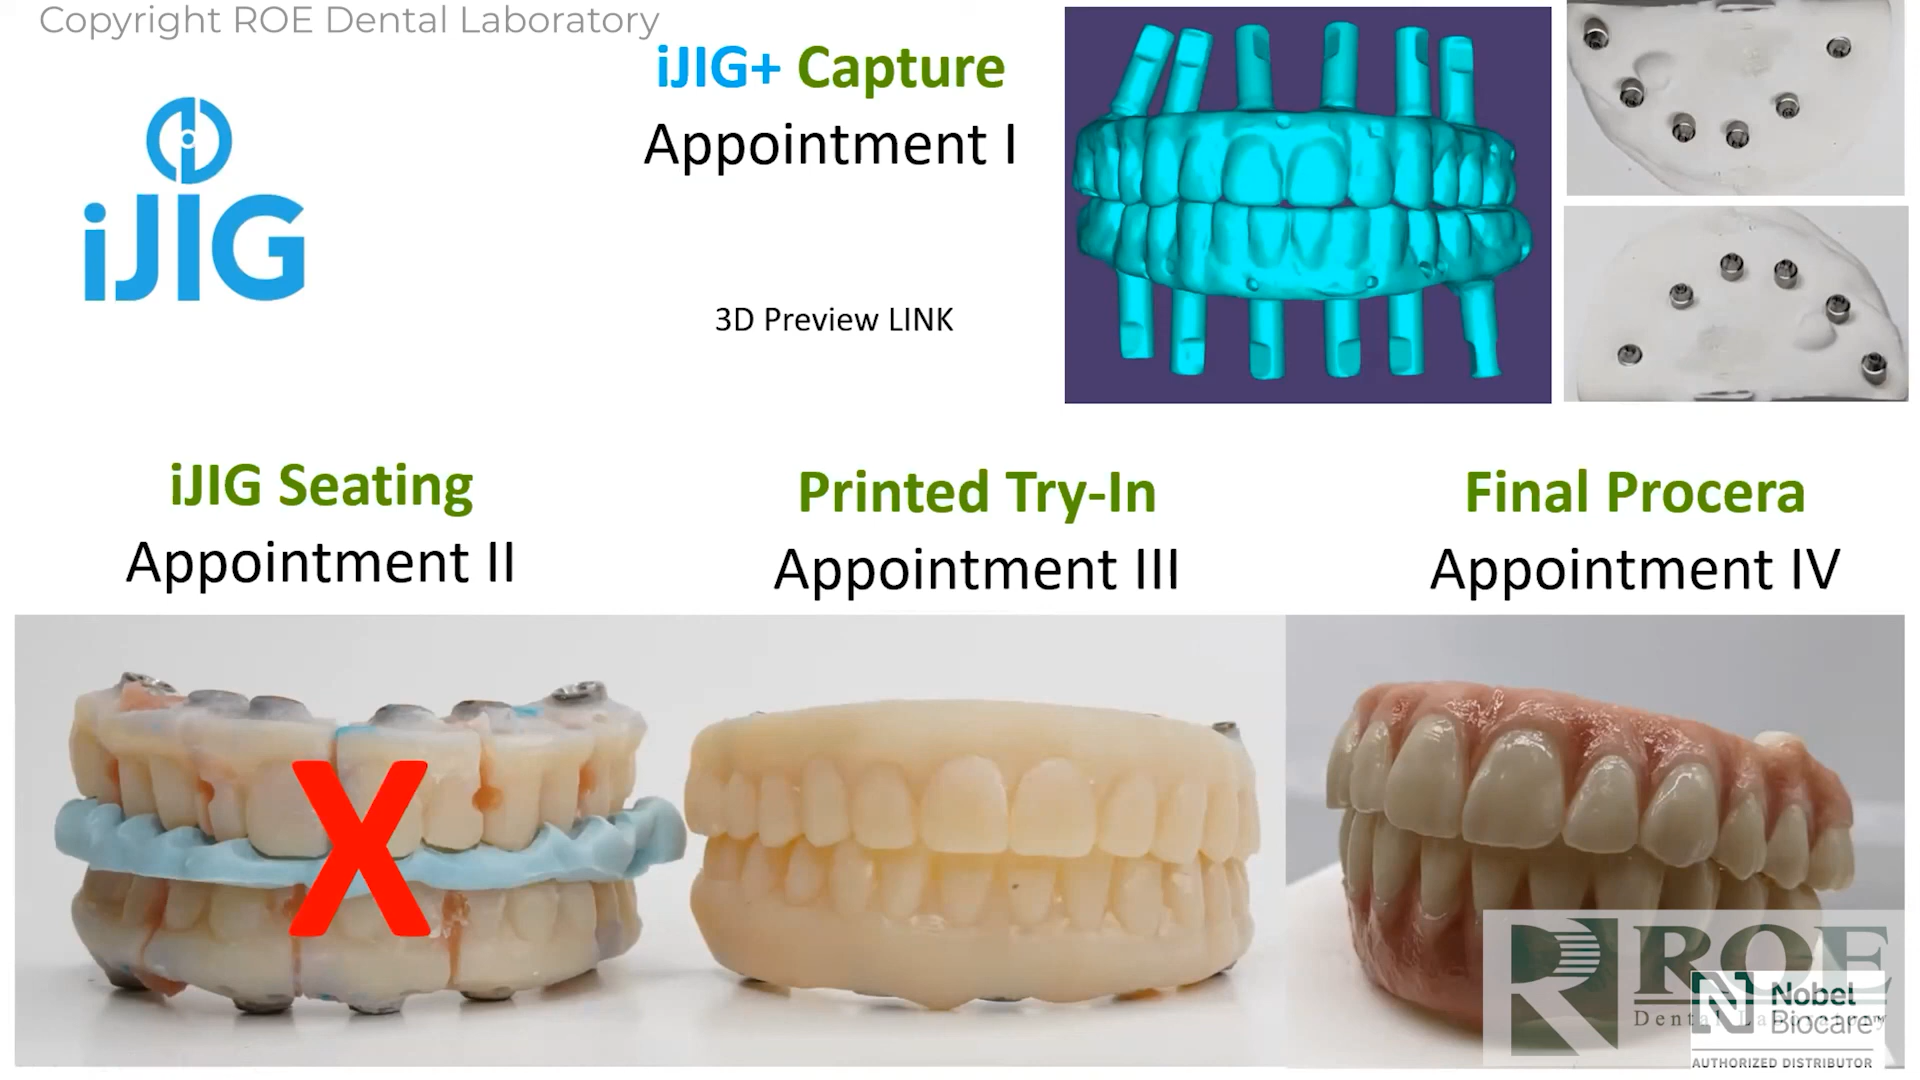 Copyright ROE Dental Laboratory
iJIG+ Capture
Appointment I
iJIG
3D Preview LINK
iJIG Seating
Appointment II
Printed Try-In
Appointment III
Final Procera
Appointment IV
X
R ROE
Dental Laboratory
N Nobel
Biocare™
AUTHORIZED DISTRIBUTOR